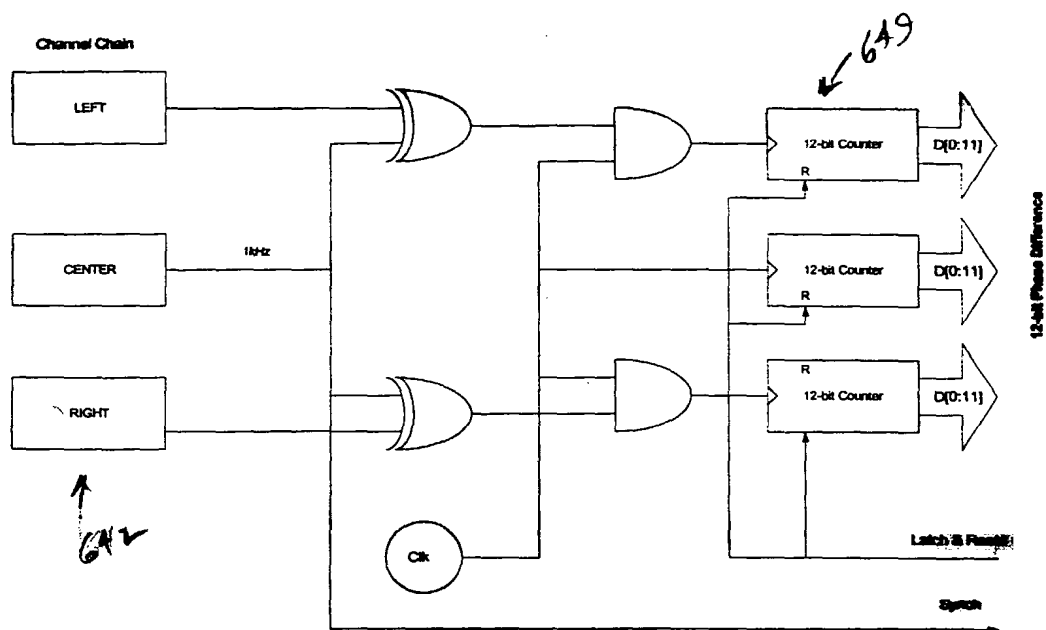 Channel Chain
649
LEFT
12-bit Counter
D[0:11]
R
CENTER
1kHz
12-bit Counter
D[0:11]
R
12-bit Phase Difference
RIGHT
R
12-bit Counter
D[0:11]
642
Clk
Latch & Reset
Synch